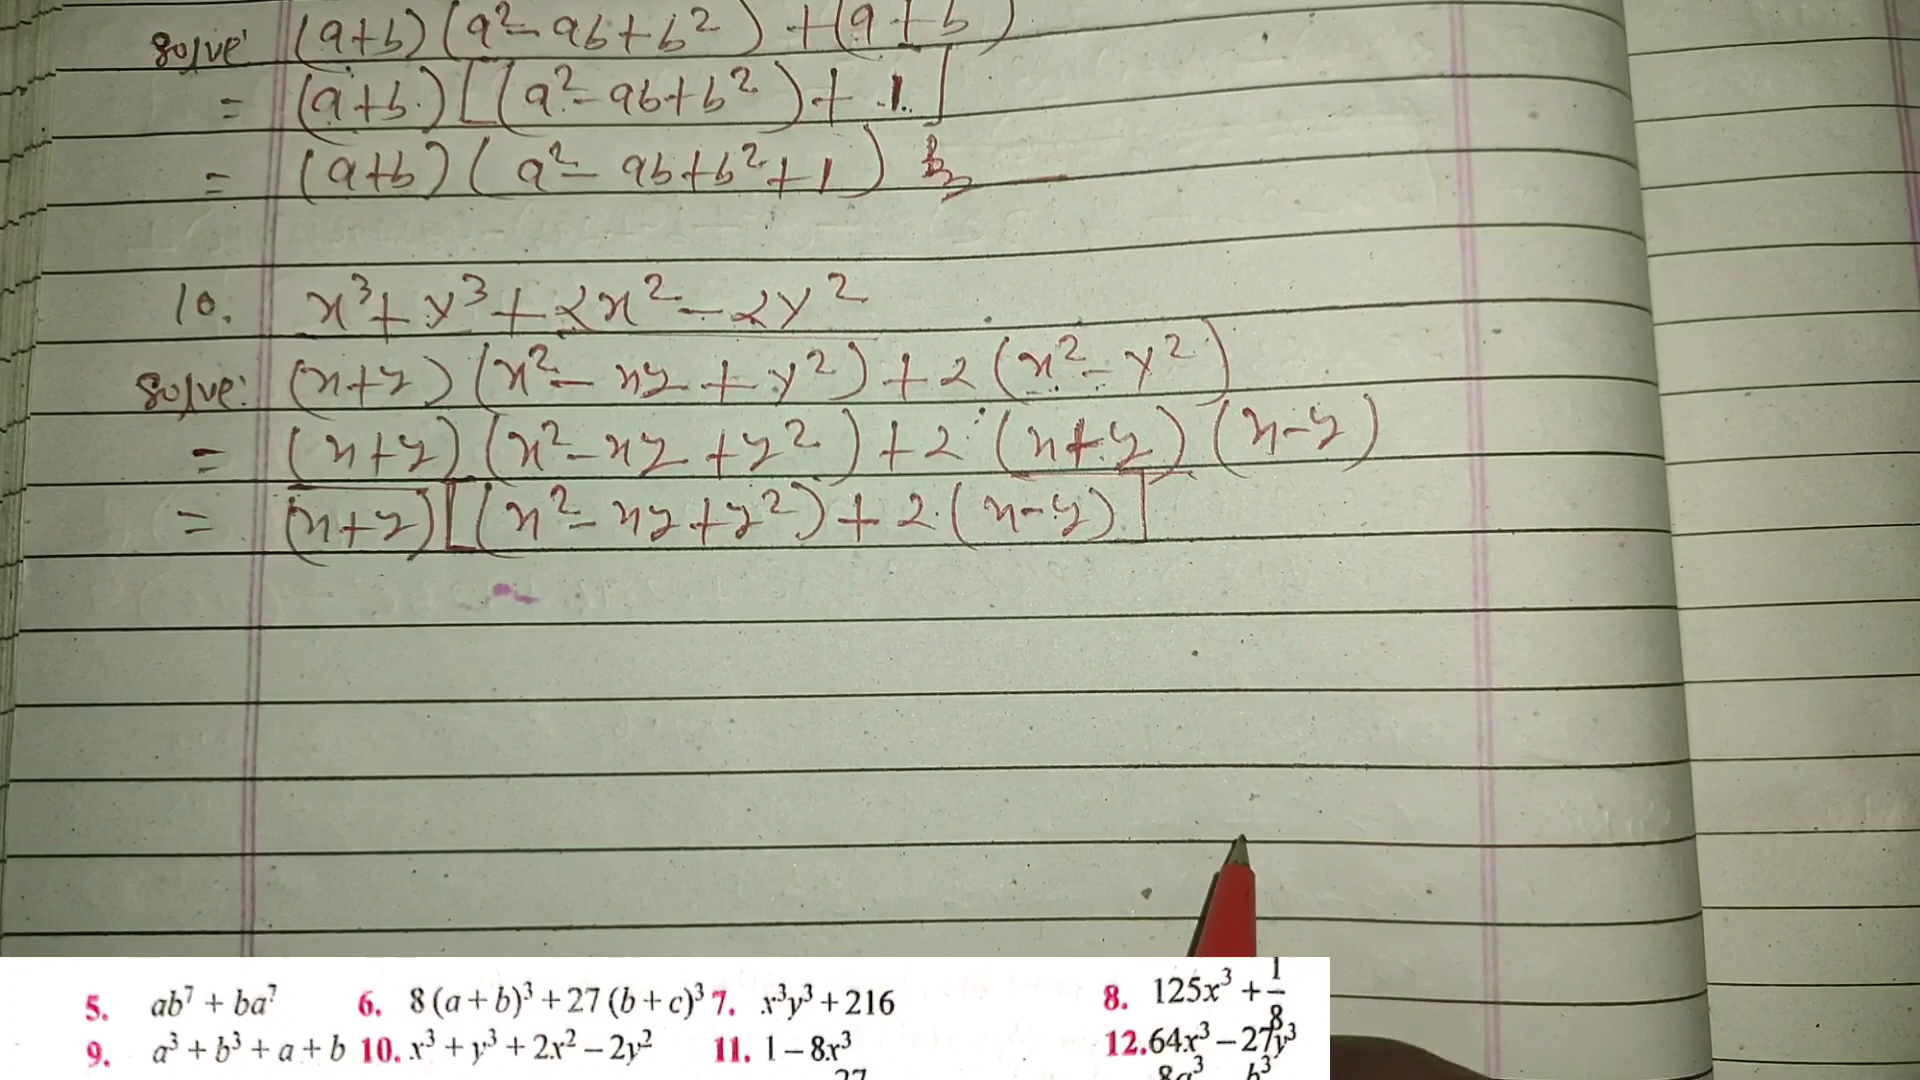 solve: (a+b)(a²-ab+b²)+(a+b)
= (a+b)[(a²-ab+b²)+1]
= (a+b)(a²-ab+b²+1)
10. x³+y³+2x²-2y²
solve: (x+y)(x²-xy+y²)+2(x²-y²)
= (x+y)(x²-xy+y²)+2·(x+y)(x-y)
= (x+y)[(x²-xy+y²)+2·(x-y)]
5. ab⁷ + ba⁷ 6. 8(a+b)³+27(b+c)³ 7. x³y³+216 8. 125x³+1/8
9. a³+b³+a+b 10. x³+y³+2x²-2y² 11. 1-8x³ 12. 64x³-27y³
27 8a³ b³